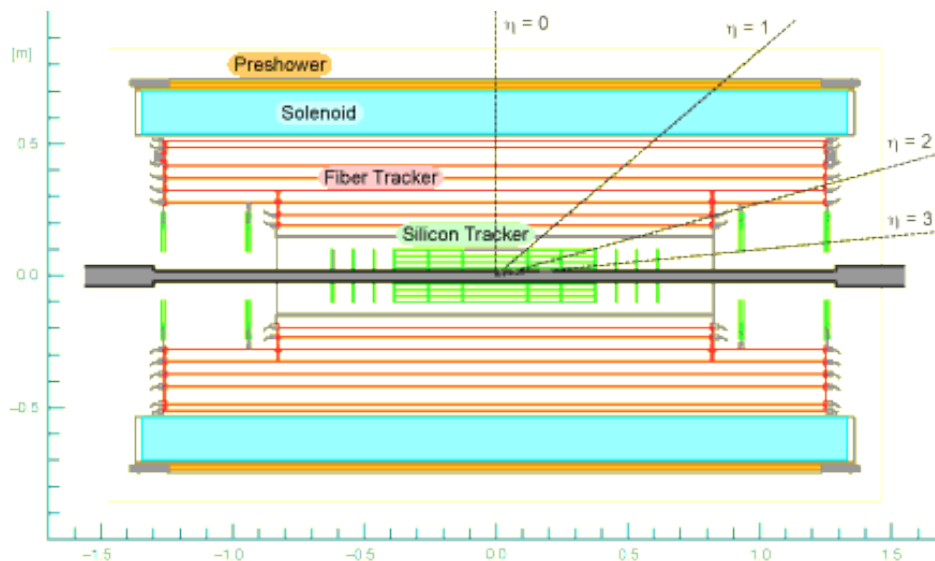 η = 0
η = 1
[m]
Preshower
Solenoid
0.5
η = 2
Fiber Tracker
η = 3
Silicon Tracker
0.0
−0.5
−1.5
−1.0
−0.5
0.0
0.5
1.0
1.5